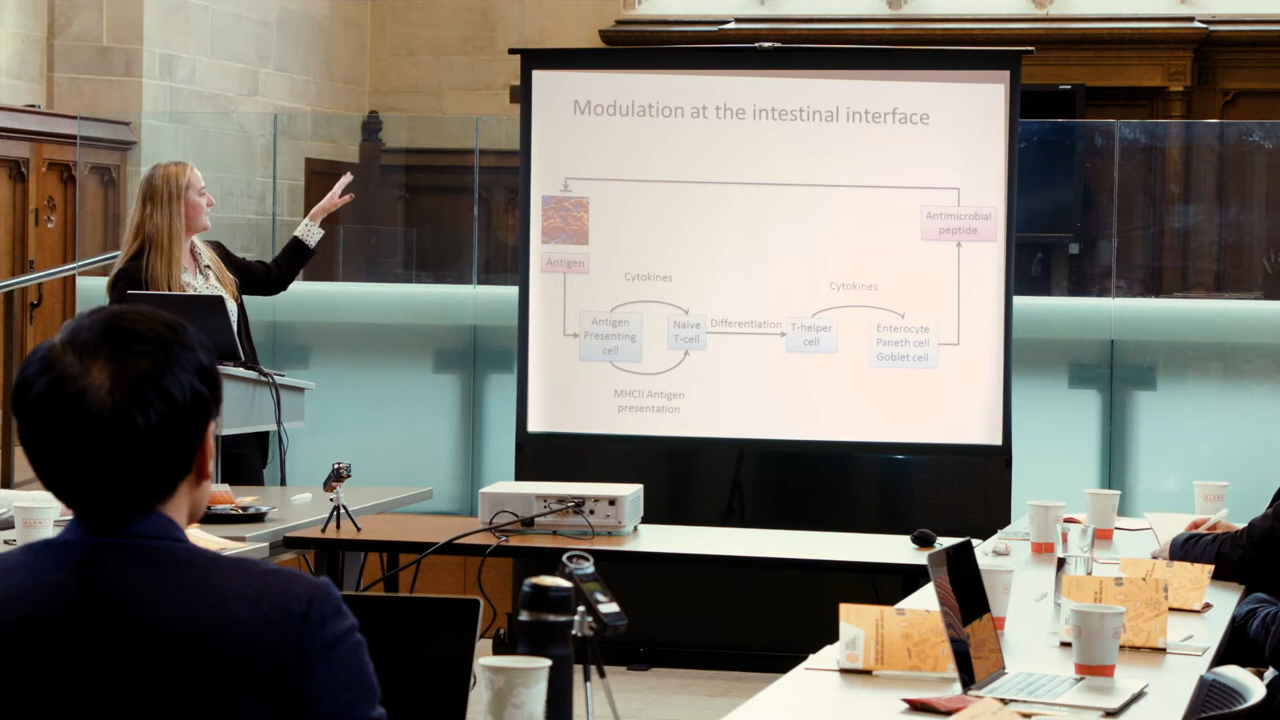 Modulation at the intestinal interface
Antimicrobial
peptide
Antigen
Cytokines
Cytokines
Antigen
Presenting
cell
Naïve
T-cell
Differentiation
T-helper
cell
Enterocyte
Paneth cell
Goblet cell
MHCII Antigen
presentation